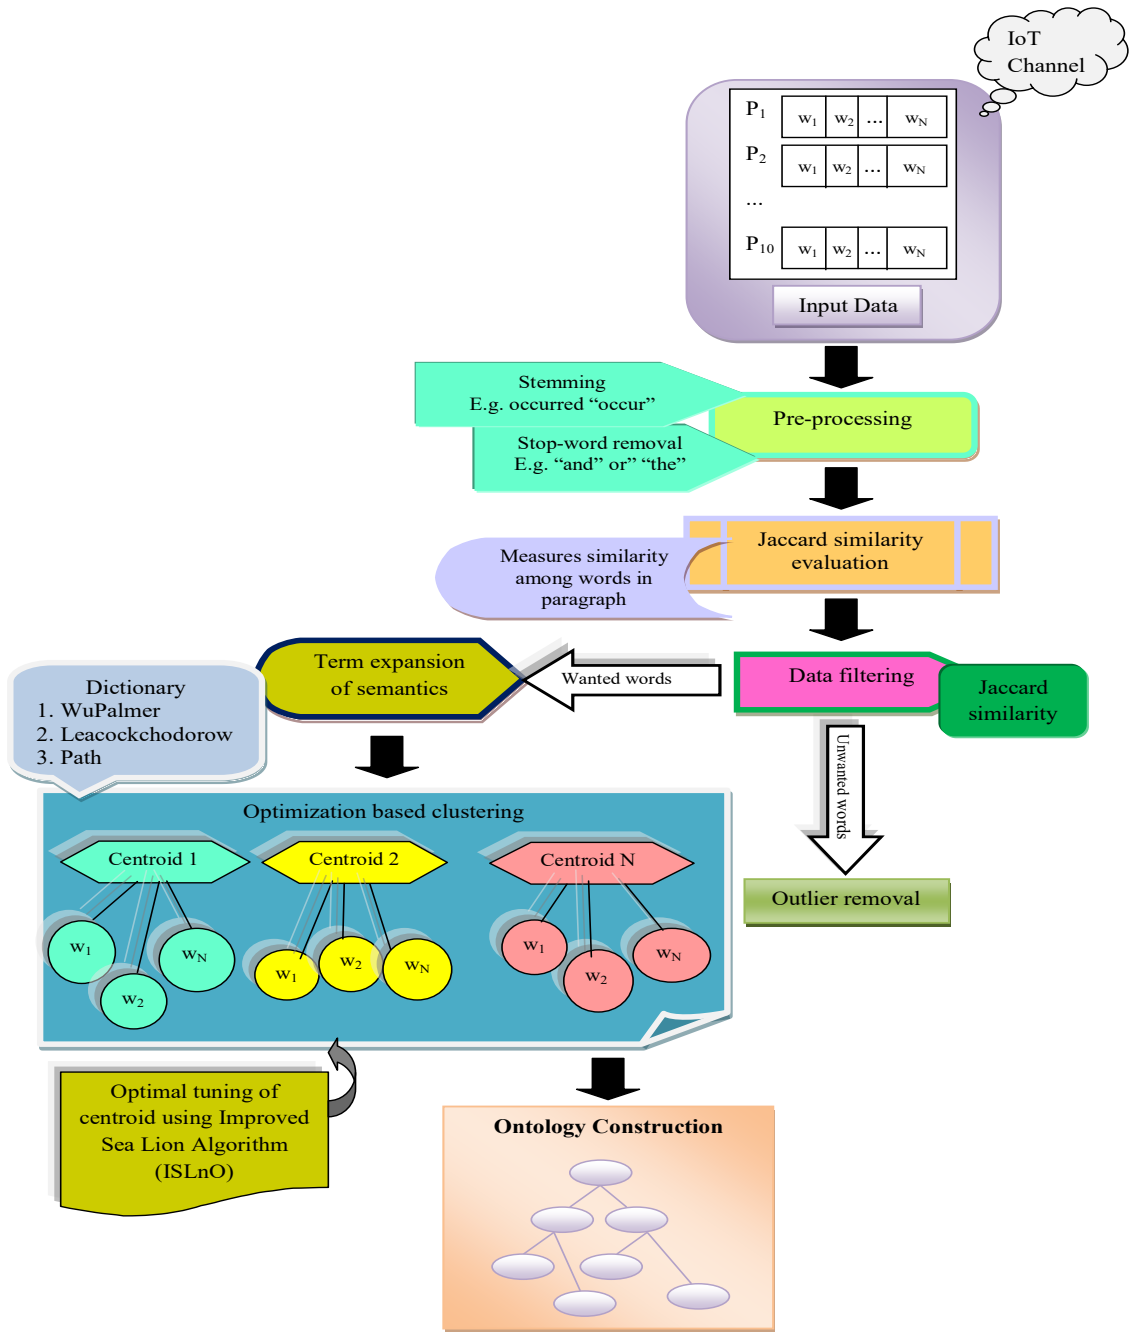 IoT
Channel
P1 w1 w2 ... wN
P2 w1 w2 ... wN
...
P10 w1 w2 ... wN
Input Data
Stemming
E.g. occurred “occur”
Pre-processing
Stop-word removal
E.g. “and” or” “the”
Jaccard similarity
evaluation
Measures similarity
among words in
paragraph
Data filtering
Jaccard
similarity
Wanted words
Unwanted words
Outlier removal
Term expansion
of semantics
Dictionary
1. WuPalmer
2. Leacockchodorow
3. Path
Optimization based clustering
Centroid 1
w1
w2
wN
Centroid 2
w1
w2
wN
Centroid N
w1
w2
wN
Optimal tuning of
centroid using Improved
Sea Lion Algorithm
(ISLnO)
Ontology Construction